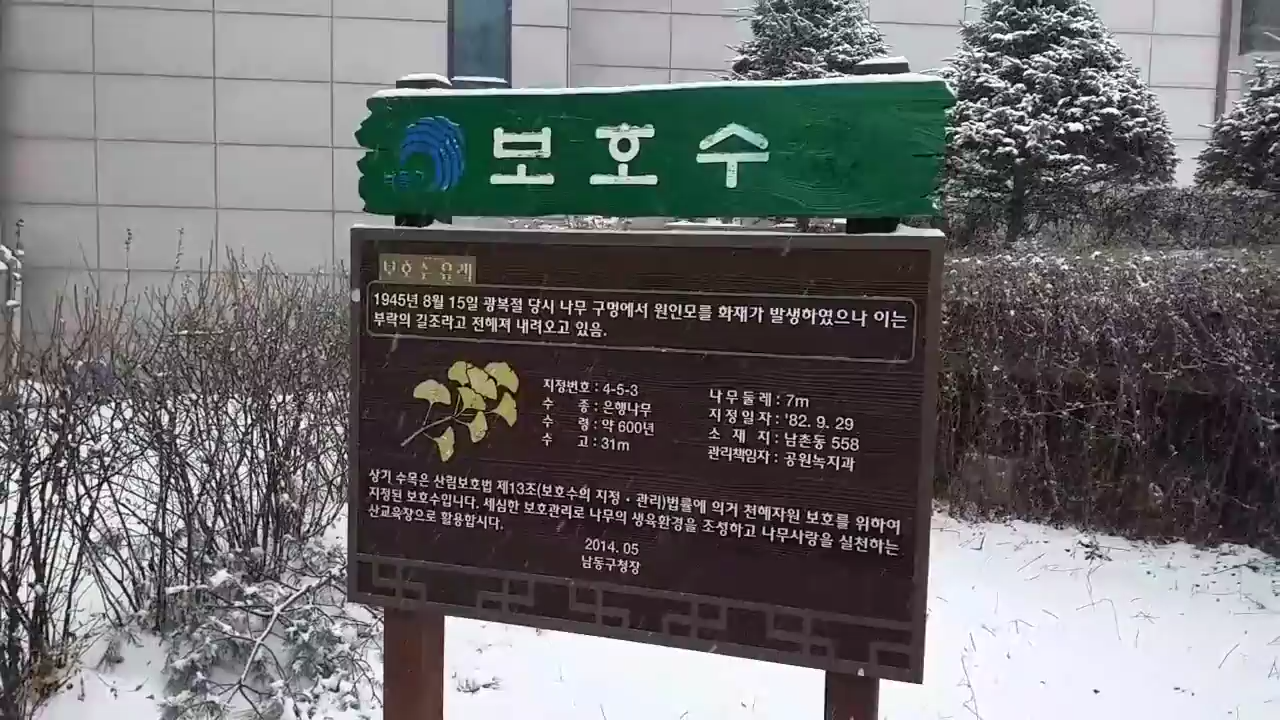 보호수
보호수 유래
1945년 8월 15일 광복절 당시 나무 구멍에서 원인모를 화재가 발생하였으나 이는
부락의 길조라고 전해져 내려오고 있음.
지정번호 : 4-5-3
수 종 : 은행나무
수 령 : 약 600년
수 고 : 31m
나무둘레 : 7m
지정일자 : '82. 9. 29
소 재 지 : 남촌동 558
관리책임자 : 공원녹지과
상기 수목은 산림보호법 제13조(보호수의 지정 · 관리)법률에 의거 천해자원 보호를 위하여
지정된 보호수입니다. 세심한 보호관리로 나무의 생육환경을 조성하고 나무사랑을 실천하는
산교육장으로 활용합시다.
2014. 05
남동구청장